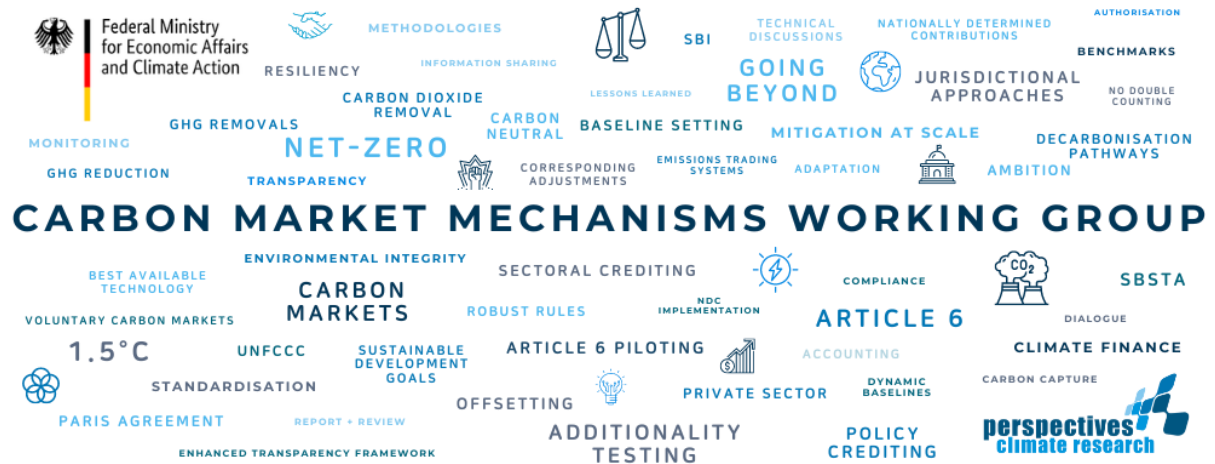 Federal Ministry
for Economic Affairs
and Climate Action
METHODOLOGIES
SBI
TECHNICAL
DISCUSSIONS
NATIONALLY DETERMINED
CONTRIBUTIONS
AUTHORISATION
RESILIENCY
INFORMATION SHARING
GOING
BEYOND
BENCHMARKS
JURISDICTIONAL
APPROACHES
CARBON DIOXIDE
REMOVAL
LESSONS LEARNED
NO DOUBLE
COUNTING
GHG REMOVALS
CARBON
NEUTRAL
BASELINE SETTING
MITIGATION AT SCALE
DECARBONISATION
PATHWAYS
MONITORING
NET-ZERO
GHG REDUCTION
TRANSPARENCY
CORRESPONDING
ADJUSTMENTS
EMISSIONS TRADING
SYSTEMS
ADAPTATION
AMBITION
CARBON MARKET MECHANISMS WORKING GROUP
ENVIRONMENTAL INTEGRITY
BEST AVAILABLE
TECHNOLOGY
CARBON
MARKETS
SECTORAL CREDITING
COMPLIANCE
CO2
SBSTA
VOLUNTARY CARBON MARKETS
ROBUST RULES
NDC
IMPLEMENTATION
ARTICLE 6
DIALOGUE
1.5°C
UNFCCC
SUSTAINABLE
DEVELOPMENT
GOALS
ARTICLE 6 PILOTING
ACCOUNTING
CLIMATE FINANCE
STANDARDISATION
OFFSETTING
PRIVATE SECTOR
DYNAMIC
BASELINES
CARBON CAPTURE
PARIS AGREEMENT
REPORT + REVIEW
ADDITIONALITY
TESTING
POLICY
CREDITING
perspectives
climate research
ENHANCED TRANSPARENCY FRAMEWORK